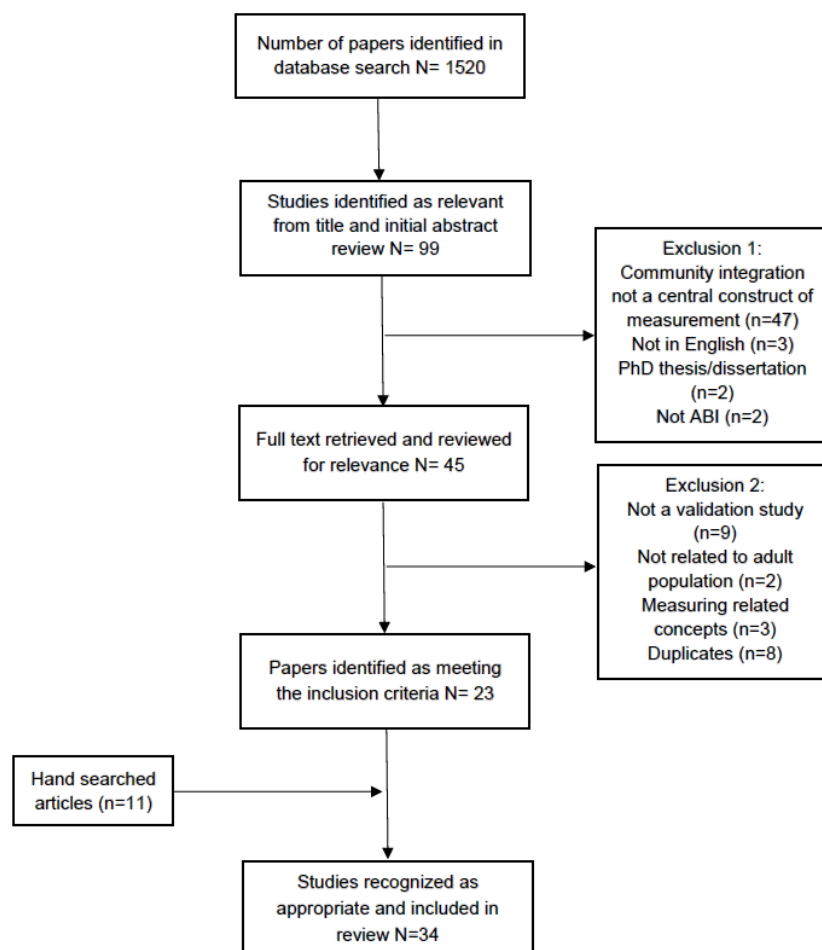 Number of papers identified in
database search N= 1520
Studies identified as relevant
from title and initial abstract
review N= 99
Exclusion 1:
Community integration
not a central construct of
measurement (n=47)
Not in English (n=3)
PhD thesis/dissertation
(n=2)
Not ABI (n=2)
Full text retrieved and reviewed
for relevance N= 45
Exclusion 2:
Not a validation study
(n=9)
Not related to adult
population (n=2)
Measuring related
concepts (n=3)
Duplicates (n=8)
Papers identified as meeting
the inclusion criteria N= 23
Hand searched
articles (n=11)
Studies recognized as
appropriate and included in
review N=34